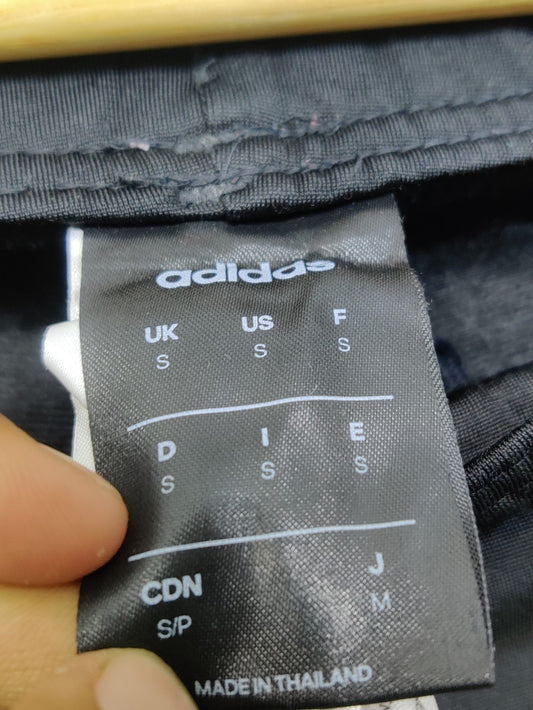 adidas
UK US F
S S S
D I E
S S S
CDN J
S/P M
MADE IN THAILAND